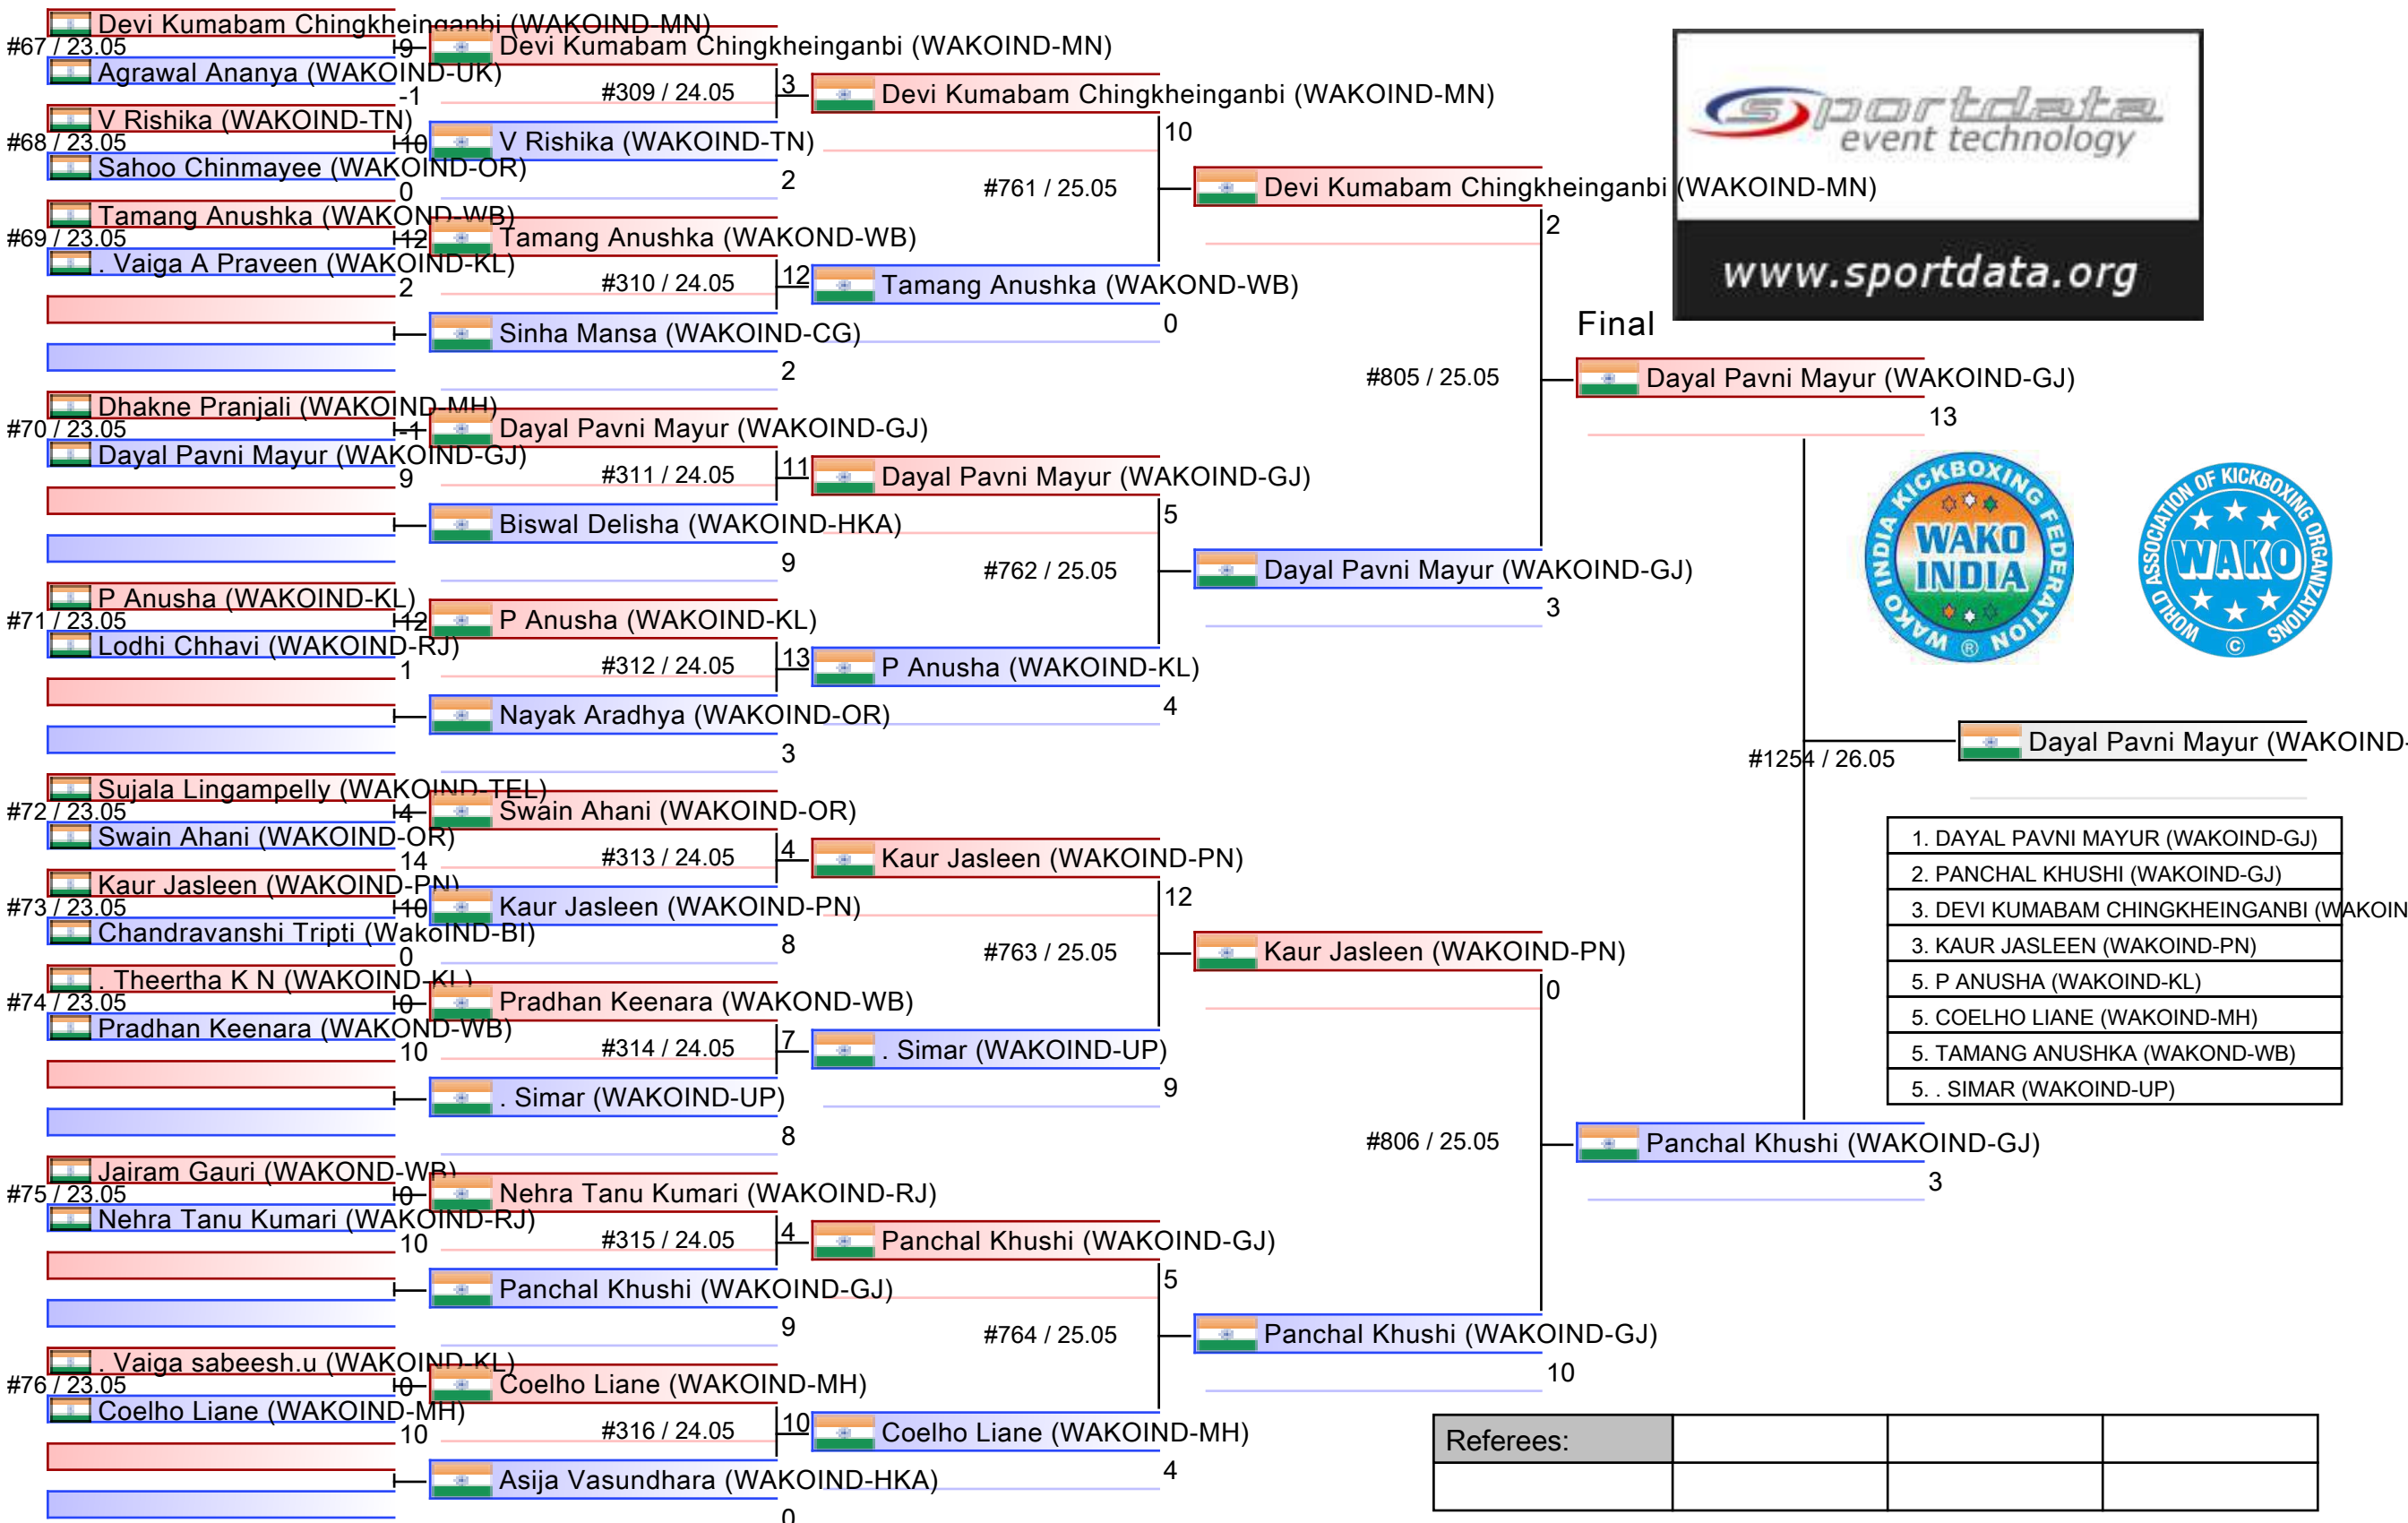 Devi Kumabam Chingkheinganbi (WAKOIND-MN)
#67 / 23.05
9
Agrawal Ananya (WAKOIND-UK)
-1
V Rishika (WAKOIND-TN)
#68 / 23.05
10
Sahoo Chinmayee (WAKOIND-OR)
0
Tamang Anushka (WAKOND-WB)
#69 / 23.05
12
. Vaiga A Praveen (WAKOIND-KL)
2
Dhakne Pranjali (WAKOIND-MH)
#70 / 23.05
-1
Dayal Pavni Mayur (WAKOIND-GJ)
9
P Anusha (WAKOIND-KL)
#71 / 23.05
12
Lodhi Chhavi (WAKOIND-RJ)
1
Sujala Lingampelly (WAKOIND-TEL)
#72 / 23.05
4
Swain Ahani (WAKOIND-OR)
14
Kaur Jasleen (WAKOIND-PN)
#73 / 23.05
10
Chandravanshi Tripti (WakoIND-BI)
0
. Theertha K N (WAKOIND-KL)
#74 / 23.05
0
Pradhan Keenara (WAKOND-WB)
10
Jairam Gauri (WAKOND-WB)
#75 / 23.05
0
Nehra Tanu Kumari (WAKOIND-RJ)
10
. Vaiga sabeesh.u (WAKOIND-KL)
#76 / 23.05
0
Coelho Liane (WAKOIND-MH)
10
Devi Kumabam Chingkheinganbi (WAKOIND-MN)
#309 / 24.05
3
V Rishika (WAKOIND-TN)
2
Tamang Anushka (WAKOND-WB)
#310 / 24.05
12
Sinha Mansa (WAKOIND-CG)
2
Dayal Pavni Mayur (WAKOIND-GJ)
#311 / 24.05
11
Biswal Delisha (WAKOIND-HKA)
9
P Anusha (WAKOIND-KL)
#312 / 24.05
13
Nayak Aradhya (WAKOIND-OR)
3
Swain Ahani (WAKOIND-OR)
#313 / 24.05
4
Kaur Jasleen (WAKOIND-PN)
8
Pradhan Keenara (WAKOND-WB)
#314 / 24.05
7
. Simar (WAKOIND-UP)
8
Nehra Tanu Kumari (WAKOIND-RJ)
#315 / 24.05
4
Panchal Khushi (WAKOIND-GJ)
9
Coelho Liane (WAKOIND-MH)
#316 / 24.05
10
Asija Vasundhara (WAKOIND-HKA)
0
Devi Kumabam Chingkheinganbi (WAKOIND-MN)
10
#761 / 25.05
Tamang Anushka (WAKOND-WB)
0
Dayal Pavni Mayur (WAKOIND-GJ)
5
#762 / 25.05
P Anusha (WAKOIND-KL)
4
Kaur Jasleen (WAKOIND-PN)
12
#763 / 25.05
. Simar (WAKOIND-UP)
9
Panchal Khushi (WAKOIND-GJ)
5
#764 / 25.05
Coelho Liane (WAKOIND-MH)
4
Devi Kumabam Chingkheinganbi (WAKOIND-MN)
2
#805 / 25.05
Dayal Pavni Mayur (WAKOIND-GJ)
3
Kaur Jasleen (WAKOIND-PN)
0
#806 / 25.05
Panchal Khushi (WAKOIND-GJ)
10
sportdata
event technology
www.sportdata.org
Final
Dayal Pavni Mayur (WAKOIND-GJ)
13
WAKO INDIA KICKBOXING FEDERATION
WAKO
INDIA
®
WORLD ASSOCIATION OF KICKBOXING ORGANIZATIONS
WAKO
©
#1254 / 26.05
Dayal Pavni Mayur (WAKOIND-
Panchal Khushi (WAKOIND-GJ)
3
1. DAYAL PAVNI MAYUR (WAKOIND-GJ)
2. PANCHAL KHUSHI (WAKOIND-GJ)
3. DEVI KUMABAM CHINGKHEINGANBI (WAKOIN
3. KAUR JASLEEN (WAKOIND-PN)
5. P ANUSHA (WAKOIND-KL)
5. COELHO LIANE (WAKOIND-MH)
5. TAMANG ANUSHKA (WAKOND-WB)
5. . SIMAR (WAKOIND-UP)
Referees: